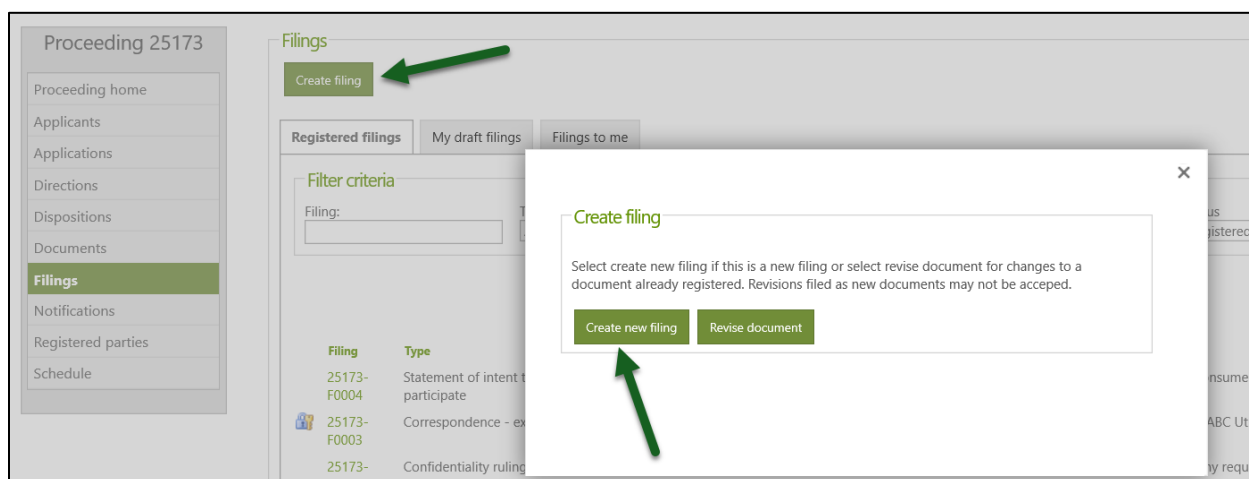 Proceeding 25173
Proceeding home
Applicants
Applications
Directions
Dispositions
Documents
Filings
Notifications
Registered parties
Schedule
Filings
Create filing
Registered filings My draft filings Filings to me
Filter criteria
Filing:
Filing Type
25173-F0004 Statement of intent t
participate
25173-F0003 Correspondence - ex
25173- Confidentiality ruling
Create filing
Select create new filing if this is a new filing or select revise document for changes to a
document already registered. Revisions filed as new documents may not be acceped.
Create new filing Revise document
ABC Ut